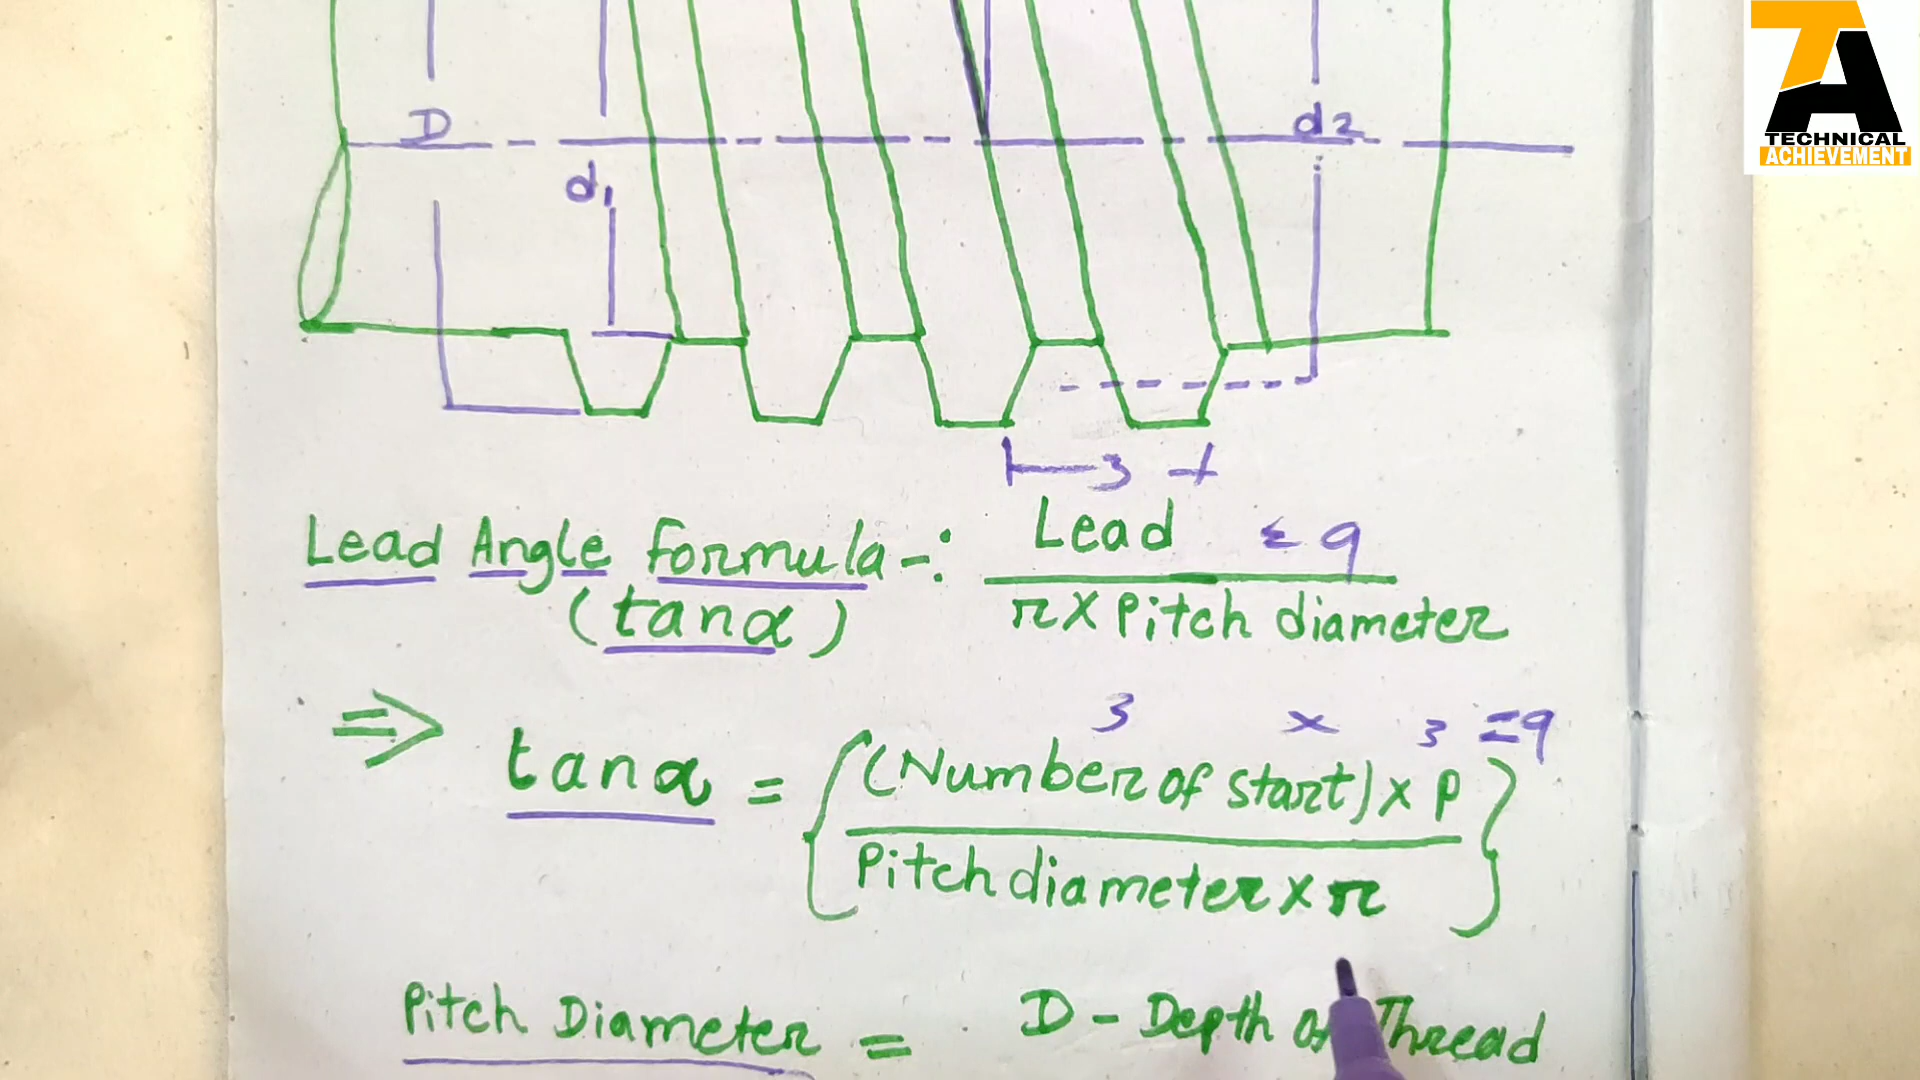 TA
TECHNICAL
ACHIEVEMENT
D
d2
d1
3
Lead Angle formula -: Lead = 9
(tanα) π X Pitch diameter
3 x 3 = 9
⇒ tanα = {(Number of start) x P
Pitch diameter x π}
Pitch Diameter = D - Depth of Thread